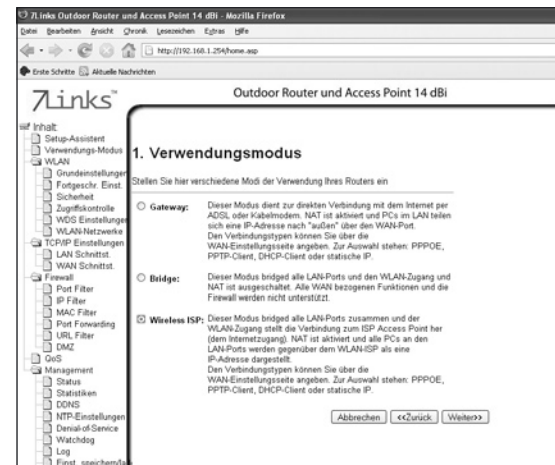 7Links Outdoor Router und Access Point 14 dBi - Mozilla Firefox
Datei Bearbeiten Ansicht Chronik Lesezeichen Extras Hilfe
http://192.168.1.254/home.asp
Erste Schritte Aktuelle Nachrichten
7Links™
Outdoor Router und Access Point 14 dBi
Inhalt:
Setup-Assistent
Verwendungs-Modus
WLAN
Grundeinstellungen
Fortgeschr. Einst.
Sicherheit
Zugriffskontrolle
WDS Einstellungen
WLAN-Netzwerke
TCP/IP Einstellungen
LAN Schnittst.
WAN Schnittst.
Firewall
Port Filter
IP Filter
MAC Filter
Port Forwarding
URL Filter
DMZ
QoS
Management
Status
Statistiken
DDNS
NTP-Einstellungen
Denial-of-Service
Watchdog
Log
Einst. speichern/la
1. Verwendungsmodus
Stellen Sie hier verschiedene Modi der Verwendung Ihres Routers ein
Gateway: Dieser Modus dient zur direkten Verbindung mit dem Internet per
ADSL oder Kabelmodem. NAT ist aktiviert und PCs im LAN teilen
sich eine IP-Adresse nach "außen" über den WAN-Port.
Den Verbindungstypen können Sie über die
WAN-Einstellungsseite angeben. Zur Auswahl stehen: PPPOE,
PPTP-Client, DHCP-Client oder statische IP.
Bridge: Dieser Modus bridged alle LAN-Ports und den WLAN-Zugang und
NAT ist ausgeschaltet. Alle WAN bezogenen Funktionen und die
Firewall werden nicht unterstützt.
Wireless ISP: Dieser Modus bridged alle LAN-Ports zusammen und der
WLAN-Zugang stellt die Verbindung zum ISP Access Point her
(dem Internetzugang). NAT ist aktiviert und alle PCs an den
LAN-Ports werden gegenüber dem WLAN-ISP als eine
IP-Adresse dargestellt.
Den Verbindungstypen können Sie über die
WAN-Einstellungsseite angeben. Zur Auswahl stehen: PPPOE,
PPTP-Client, DHCP-Client oder statische IP.
Abbrechen <<Zurück Weiter>>